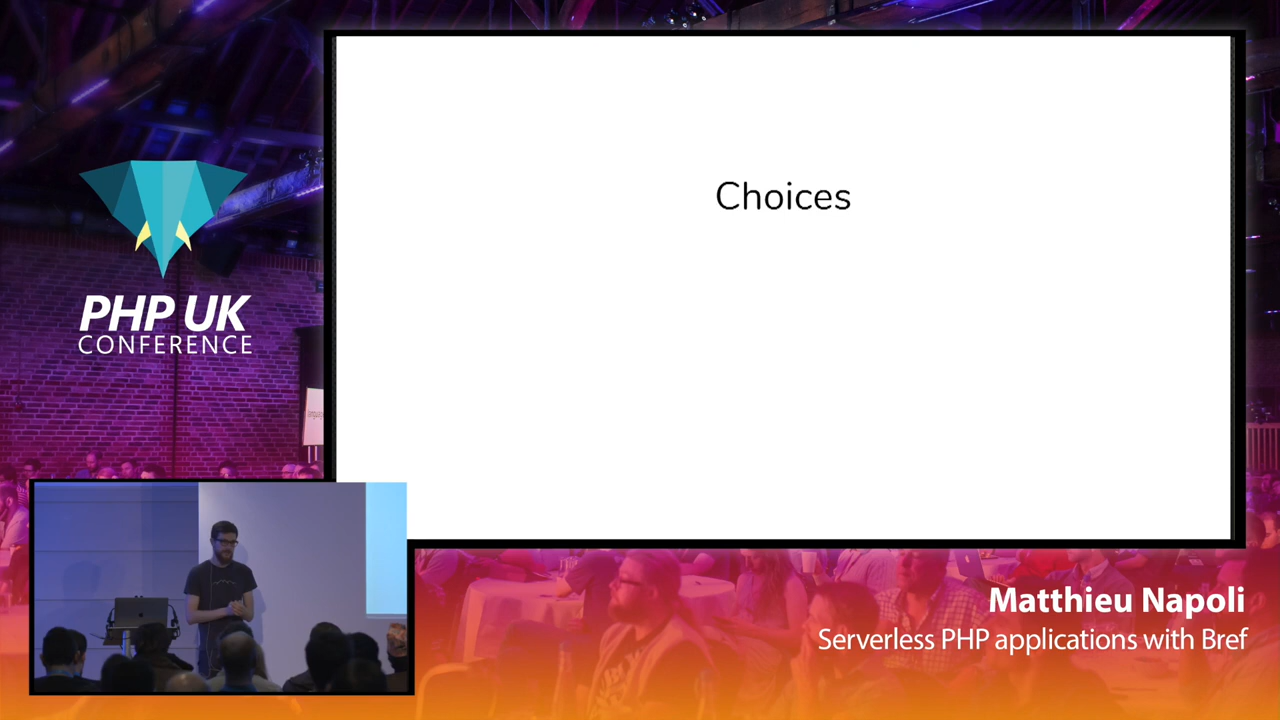 Choices
PHP UK
CONFERENCE
Matthieu Napoli
Serverless PHP applications with Bref